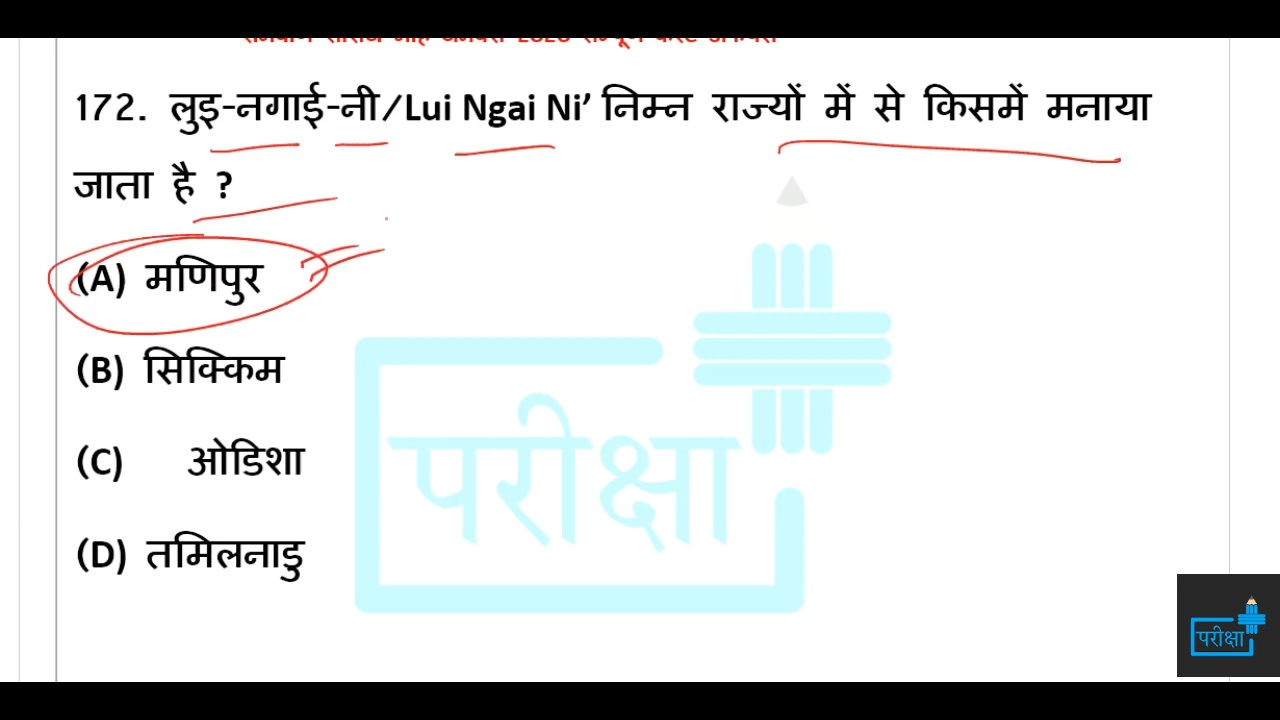 172. लुइ-नगाई-नी/Lui Ngai Ni’ निम्न राज्यों में से किसमें मनाया
जाता है ?
(A) मणिपुर
(B) सिक्किम
(C) ओडिशा
(D) तमिलनाडु
परीक्षा
परीक्षा